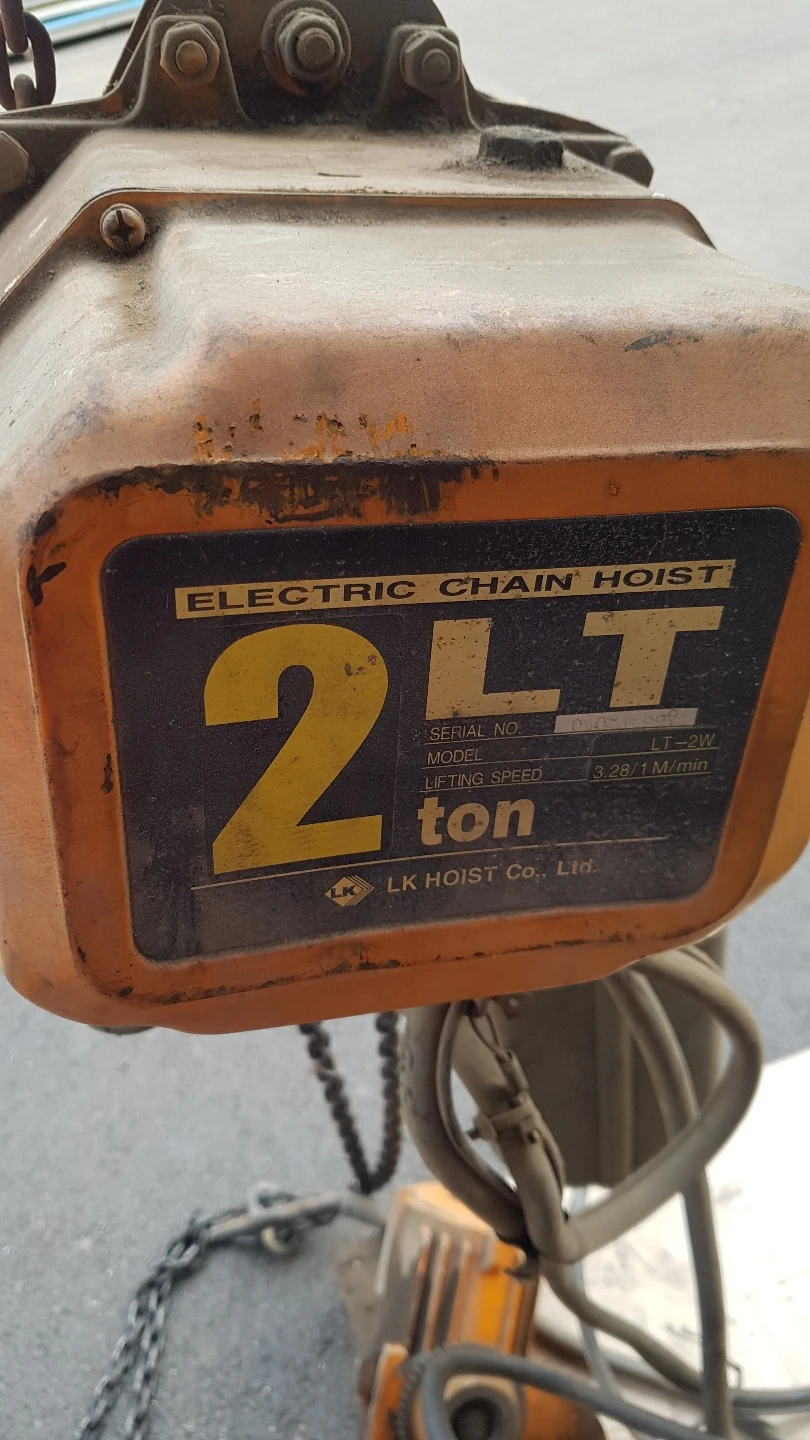 ELECTRIC CHAIN HOIST
2 LT
SERIAL NO.
MODEL LT-2W
LIFTING SPEED 3.28/1 M/min
ton
LK LK HOIST Co., Ltd.